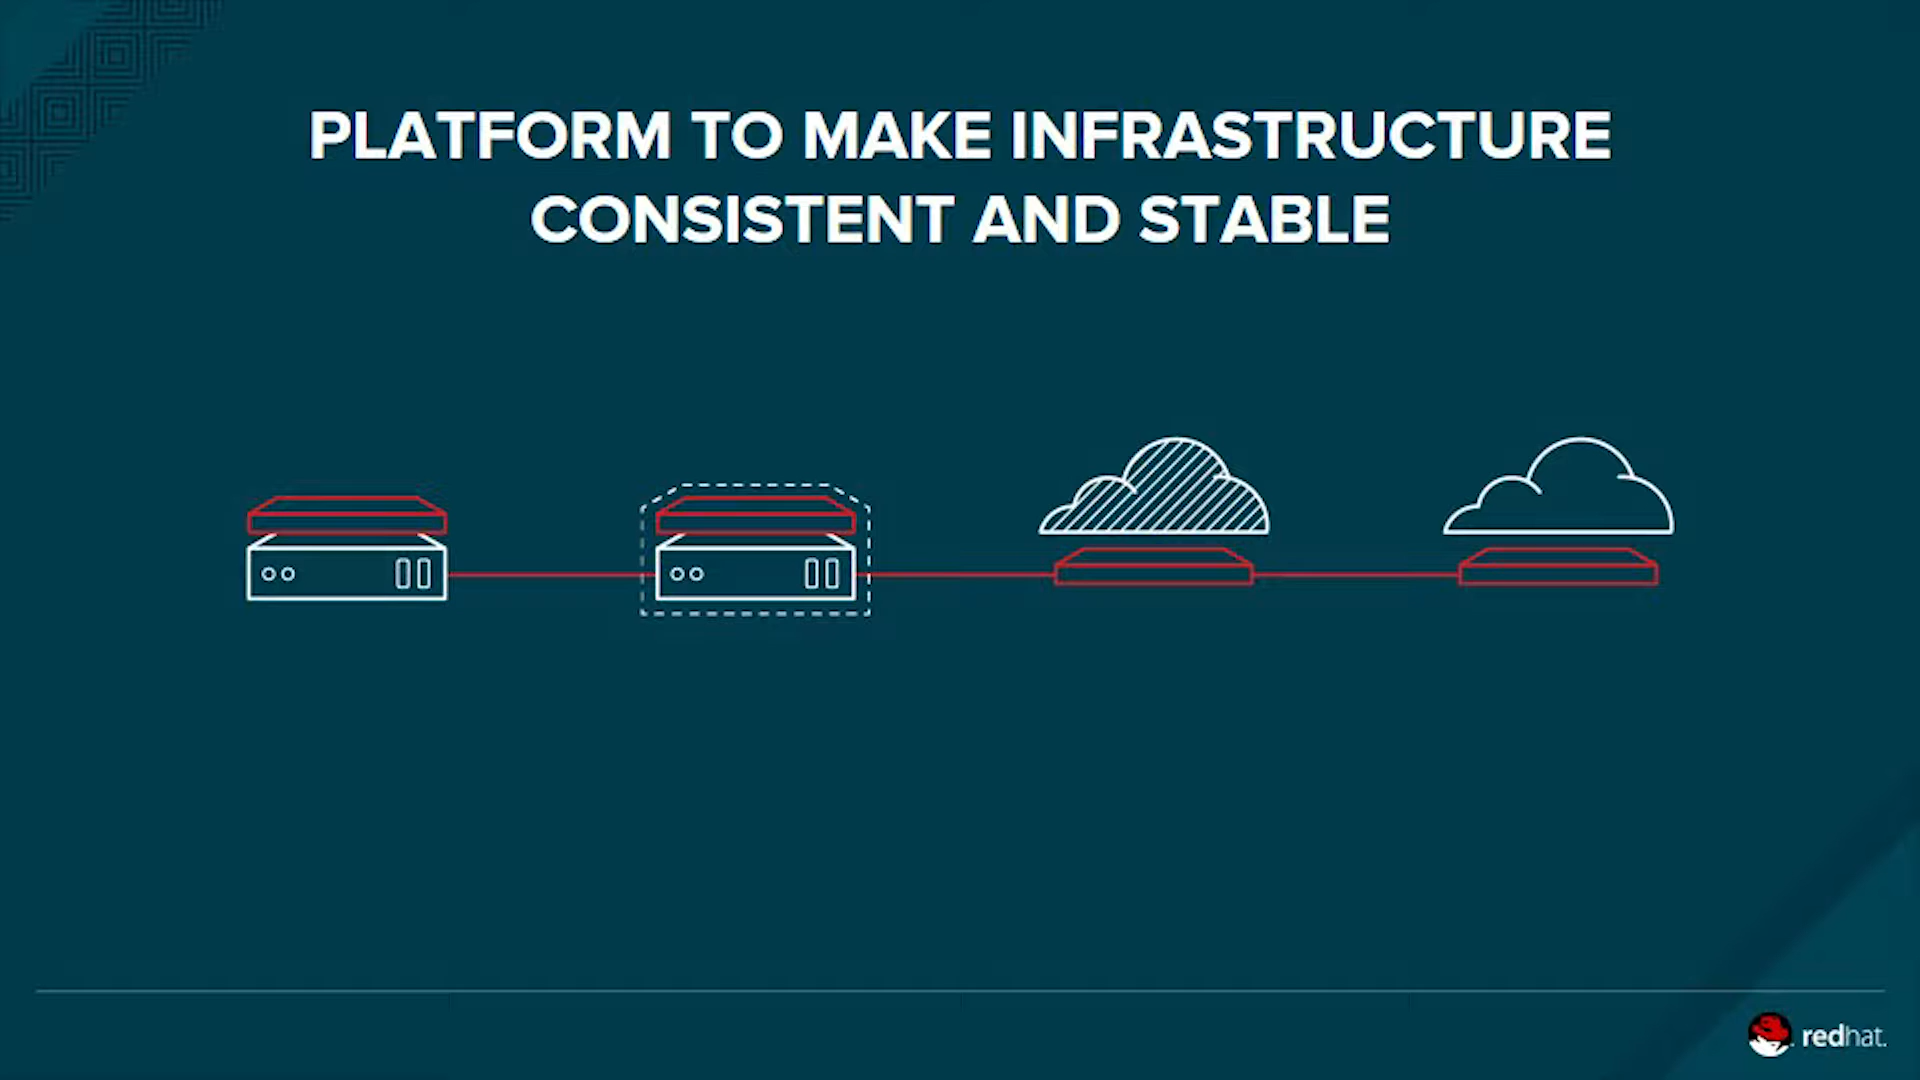 PLATFORM TO MAKE INFRASTRUCTURE
CONSISTENT AND STABLE
redhat.